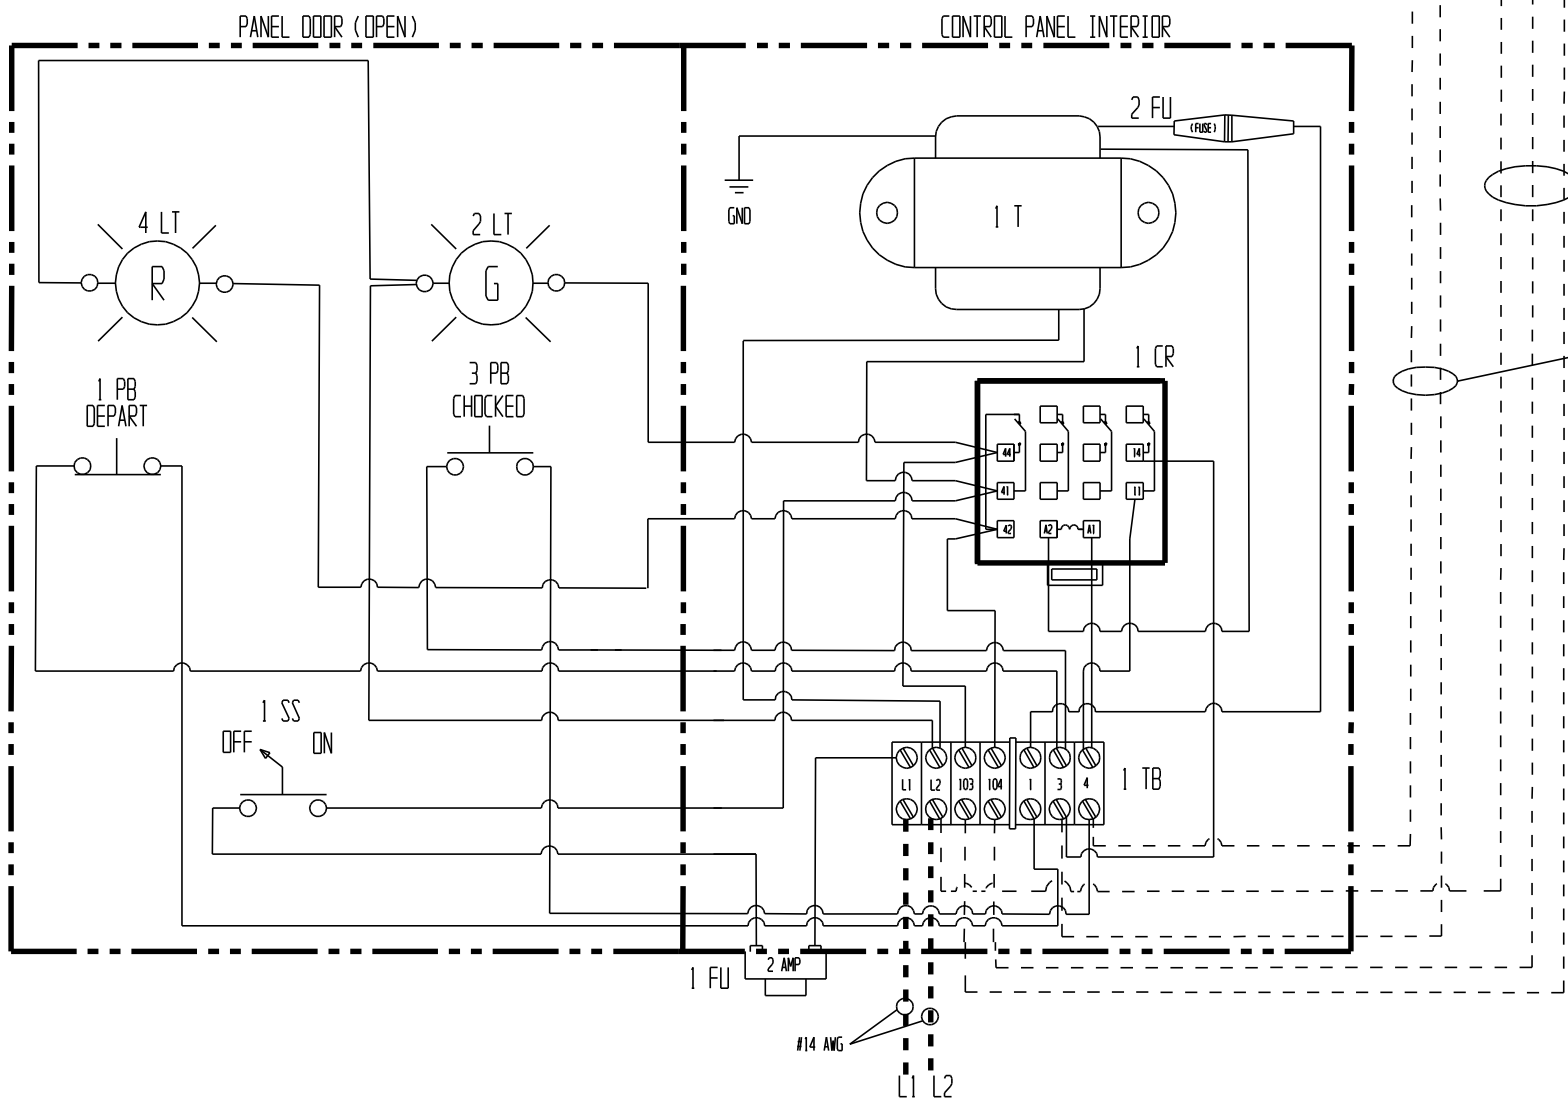 PANEL DOOR (OPEN)
CONTROL PANEL INTERIOR
2 FU
(FUSE)
GND
1 T
4 LT
R
2 LT
G
1 CR
3 PB
CHOCKED
1 PB
DEPART
44
14
41
11
42
A2
A1
1 SS
OFF
ON
L1
L2
103
104
1
3
4
1 TB
1 FU
2 AMP
#14 AWG
L1
L2